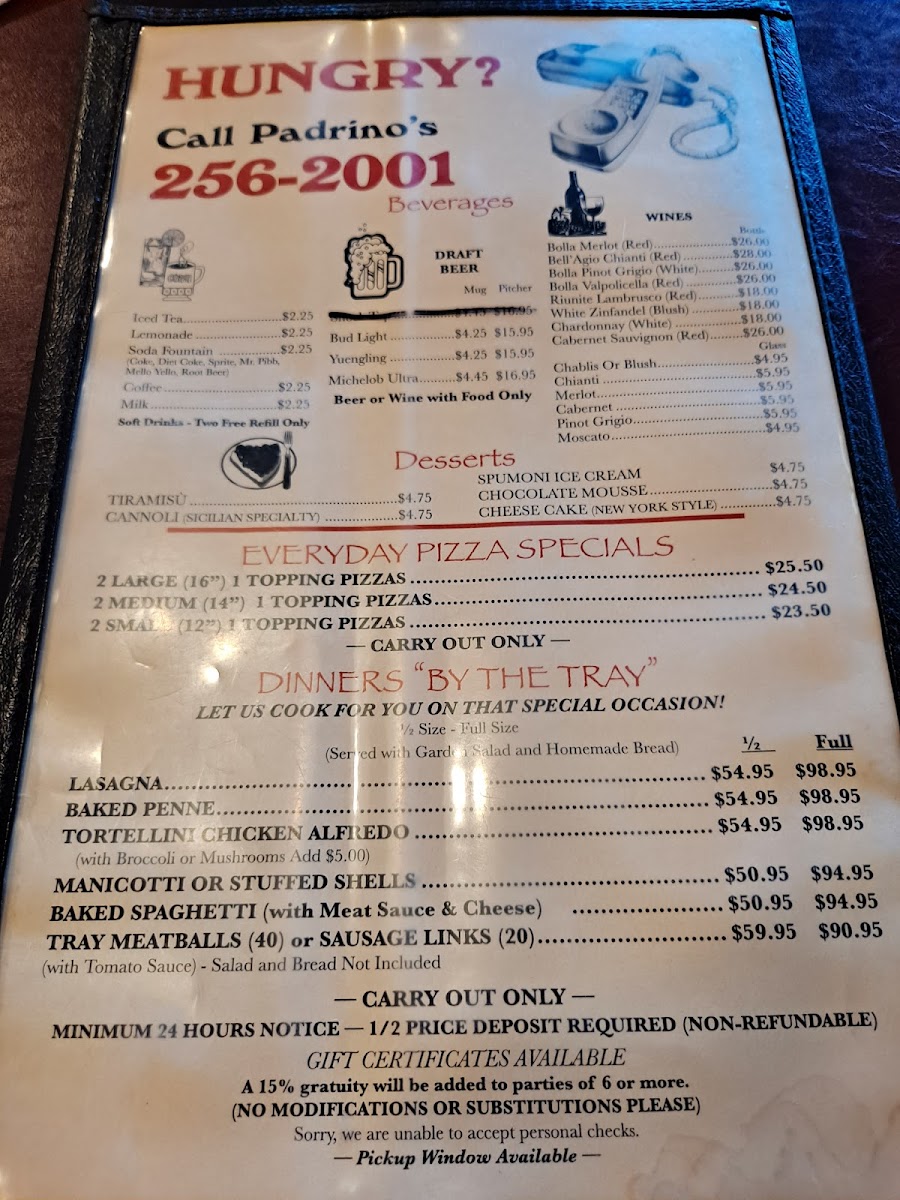 HUNGRY?
Call Padrino's
256-2001
Beverages
Iced Tea..........$2.25
Lemonade..........$2.25
Soda Fountain ..........$2.25
(Coke, Diet Coke, Sprite, Mr. Pibb,
Mello Yello, Root Beer)
Coffee..........$2.25
Milk..........$2.25
Soft Drinks - Two Free Refill Only
DRAFT
BEER
Mug Pitcher
$4.45 $16.95
Bud Light..........$4.25 $15.95
Yuengling..........$4.25 $15.95
Michelob Ultra..........$4.45 $16.95
Beer or Wine with Food Only
WINES
Bottle
Bolla Merlot (Red)..........$26.00
Bell'Agio Chianti (Red)..........$28.00
Bolla Pinot Grigio (White)..........$26.00
Bolla Valpolicella (Red)..........$26.00
Riunite Lambrusco (Red)..........$18.00
White Zinfandel (Blush)..........$18.00
Chardonnay (White)..........$18.00
Cabernet Sauvignon (Red)..........$26.00
Glass
Chablis Or Blush..........$4.95
Chianti..........$5.95
Merlot..........$5.95
Cabernet..........$5.95
Pinot Grigio..........$5.95
Moscato..........$4.95
Desserts
TIRAMISÙ..........$4.75
CANNOLI (SICILIAN SPECIALTY)..........$4.75
SPUMONI ICE CREAM $4.75
CHOCOLATE MOUSSE..........$4.75
CHEESE CAKE (NEW YORK STYLE)..........$4.75
EVERYDAY PIZZA SPECIALS
2 LARGE (16") 1 TOPPING PIZZAS..........$25.50
2 MEDIUM (14") 1 TOPPING PIZZAS..........$24.50
2 SMALL (12") 1 TOPPING PIZZAS..........$23.50
— CARRY OUT ONLY —
DINNERS "BY THE TRAY"
LET US COOK FOR YOU ON THAT SPECIAL OCCASION!
½ Size - Full Size
(Served with Garden Salad and Homemade Bread)
½ Full
LASAGNA..........$54.95 $98.95
BAKED PENNE..........$54.95 $98.95
TORTELLINI CHICKEN ALFREDO..........$54.95 $98.95
(with Broccoli or Mushrooms Add $5.00)
MANICOTTI OR STUFFED SHELLS..........$50.95 $94.95
BAKED SPAGHETTI (with Meat Sauce & Cheese) ..........$50.95 $94.95
TRAY MEATBALLS (40) or SAUSAGE LINKS (20)..........$59.95 $90.95
(with Tomato Sauce) - Salad and Bread Not Included
— CARRY OUT ONLY —
MINIMUM 24 HOURS NOTICE — 1/2 PRICE DEPOSIT REQUIRED (NON-REFUNDABLE)
GIFT CERTIFICATES AVAILABLE
A 15% gratuity will be added to parties of 6 or more.
(NO MODIFICATIONS OR SUBSTITUTIONS PLEASE)
Sorry, we are unable to accept personal checks.
— Pickup Window Available —